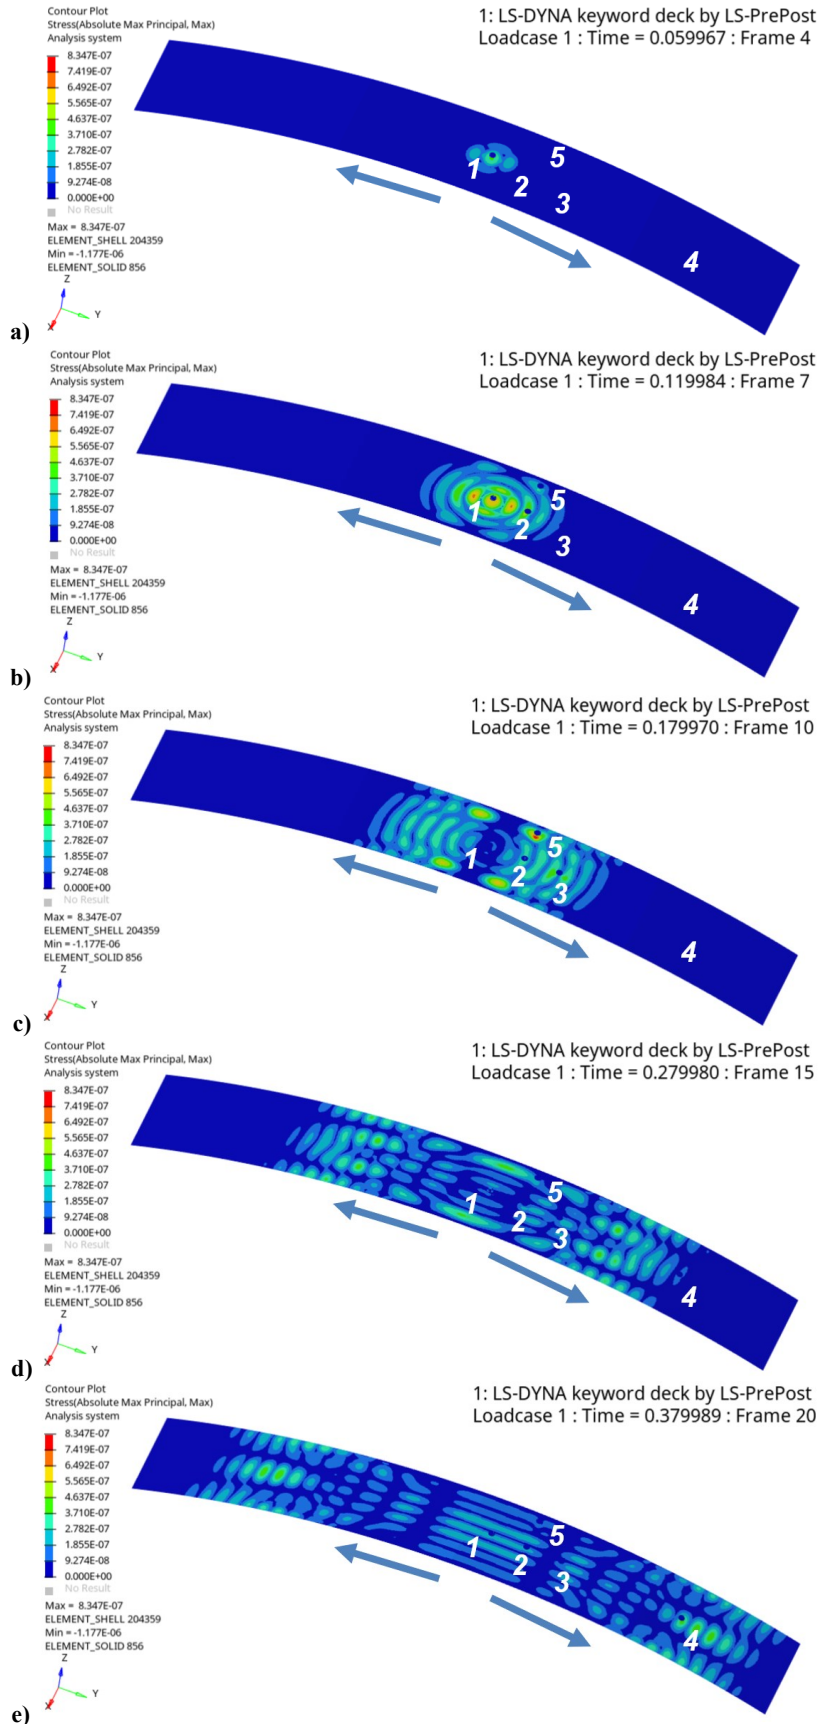 Contour Plot
Stress(Absolute Max Principal, Max)
Analysis system
8.347E-07
7.419E-07
6.492E-07
5.565E-07
4.637E-07
3.710E-07
2.782E-07
1.855E-07
9.274E-08
0.000E+00
No Result
Max = 8.347E-07
ELEMENT_SHELL 204359
Min = -1.177E-06
ELEMENT_SOLID 856
Z
Y
X
1: LS-DYNA keyword deck by LS-PrePost
Loadcase 1 : Time = 0.059967 : Frame 4
1
2
3
4
5
a)
Contour Plot
Stress(Absolute Max Principal, Max)
Analysis system
8.347E-07
7.419E-07
6.492E-07
5.565E-07
4.637E-07
3.710E-07
2.782E-07
1.855E-07
9.274E-08
0.000E+00
No Result
Max = 8.347E-07
ELEMENT_SHELL 204359
Min = -1.177E-06
ELEMENT_SOLID 856
Z
Y
X
1: LS-DYNA keyword deck by LS-PrePost
Loadcase 1 : Time = 0.119984 : Frame 7
1
2
3
4
5
b)
Contour Plot
Stress(Absolute Max Principal, Max)
Analysis system
8.347E-07
7.419E-07
6.492E-07
5.565E-07
4.637E-07
3.710E-07
2.782E-07
1.855E-07
9.274E-08
0.000E+00
No Result
Max = 8.347E-07
ELEMENT_SHELL 204359
Min = -1.177E-06
ELEMENT_SOLID 856
Z
Y
X
1: LS-DYNA keyword deck by LS-PrePost
Loadcase 1 : Time = 0.179970 : Frame 10
1
2
3
4
5
c)
Contour Plot
Stress(Absolute Max Principal, Max)
Analysis system
8.347E-07
7.419E-07
6.492E-07
5.565E-07
4.637E-07
3.710E-07
2.782E-07
1.855E-07
9.274E-08
0.000E+00
No Result
Max = 8.347E-07
ELEMENT_SHELL 204359
Min = -1.177E-06
ELEMENT_SOLID 856
Z
Y
X
1: LS-DYNA keyword deck by LS-PrePost
Loadcase 1 : Time = 0.279980 : Frame 15
1
2
3
4
5
d)
Contour Plot
Stress(Absolute Max Principal, Max)
Analysis system
8.347E-07
7.419E-07
6.492E-07
5.565E-07
4.637E-07
3.710E-07
2.782E-07
1.855E-07
9.274E-08
0.000E+00
No Result
Max = 8.347E-07
ELEMENT_SHELL 204359
Min = -1.177E-06
ELEMENT_SOLID 856
Z
Y
X
1: LS-DYNA keyword deck by LS-PrePost
Loadcase 1 : Time = 0.379989 : Frame 20
1
2
3
4
5
e)